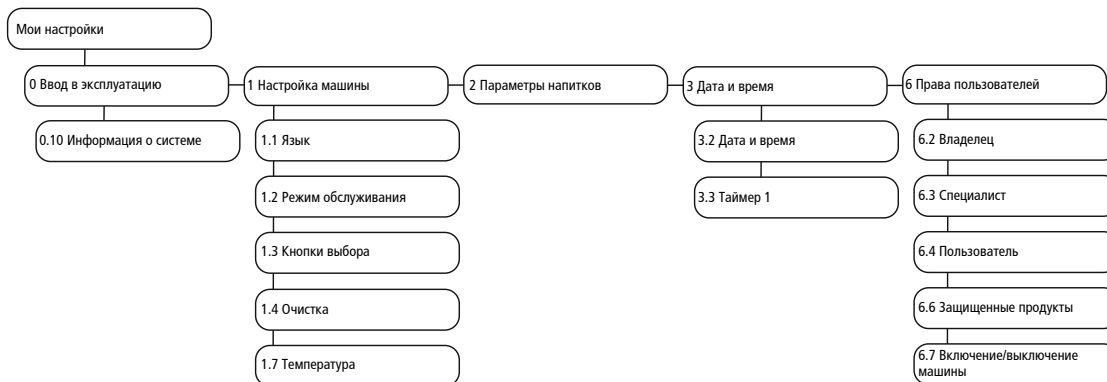 Мои настройки
0 Ввод в эксплуатацию
1 Настройка машины
2 Параметры напитков
3 Дата и время
6 Права пользователей
0.10 Информация о системе
1.1 Язык
3.2 Дата и время
6.2 Владелец
1.2 Режим обслуживания
3.3 Таймер 1
6.3 Специалист
1.3 Кнопки выбора
6.4 Пользователь
1.4 Очистка
6.6 Защищенные продукты
1.7 Температура
6.7 Включение/выключение
машины